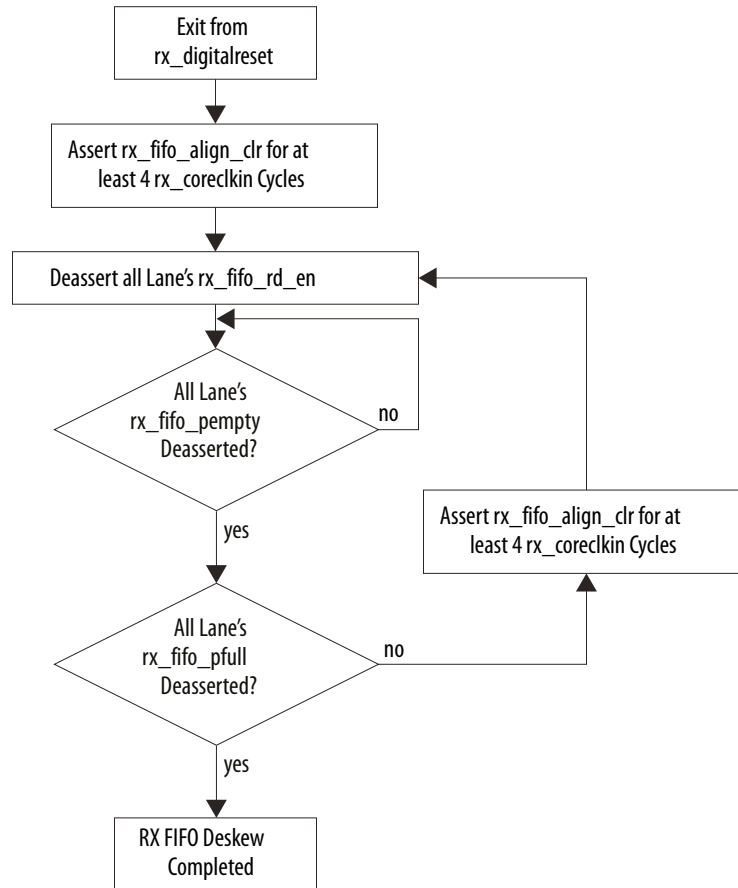 Exit from
rx_digitalreset
Assert rx_fifo_align_clr for at
least 4 rx_coreclkin Cycles
Deassert all Lane's rx_fifo_rd_en
All Lane's
rx_fifo_pempty
Deasserted?
no
yes
Assert rx_fifo_align_clr for at
least 4 rx_coreclkin Cycles
All Lane's
rx_fifo_pfull
Deasserted?
no
yes
RX FIFO Deskew
Completed